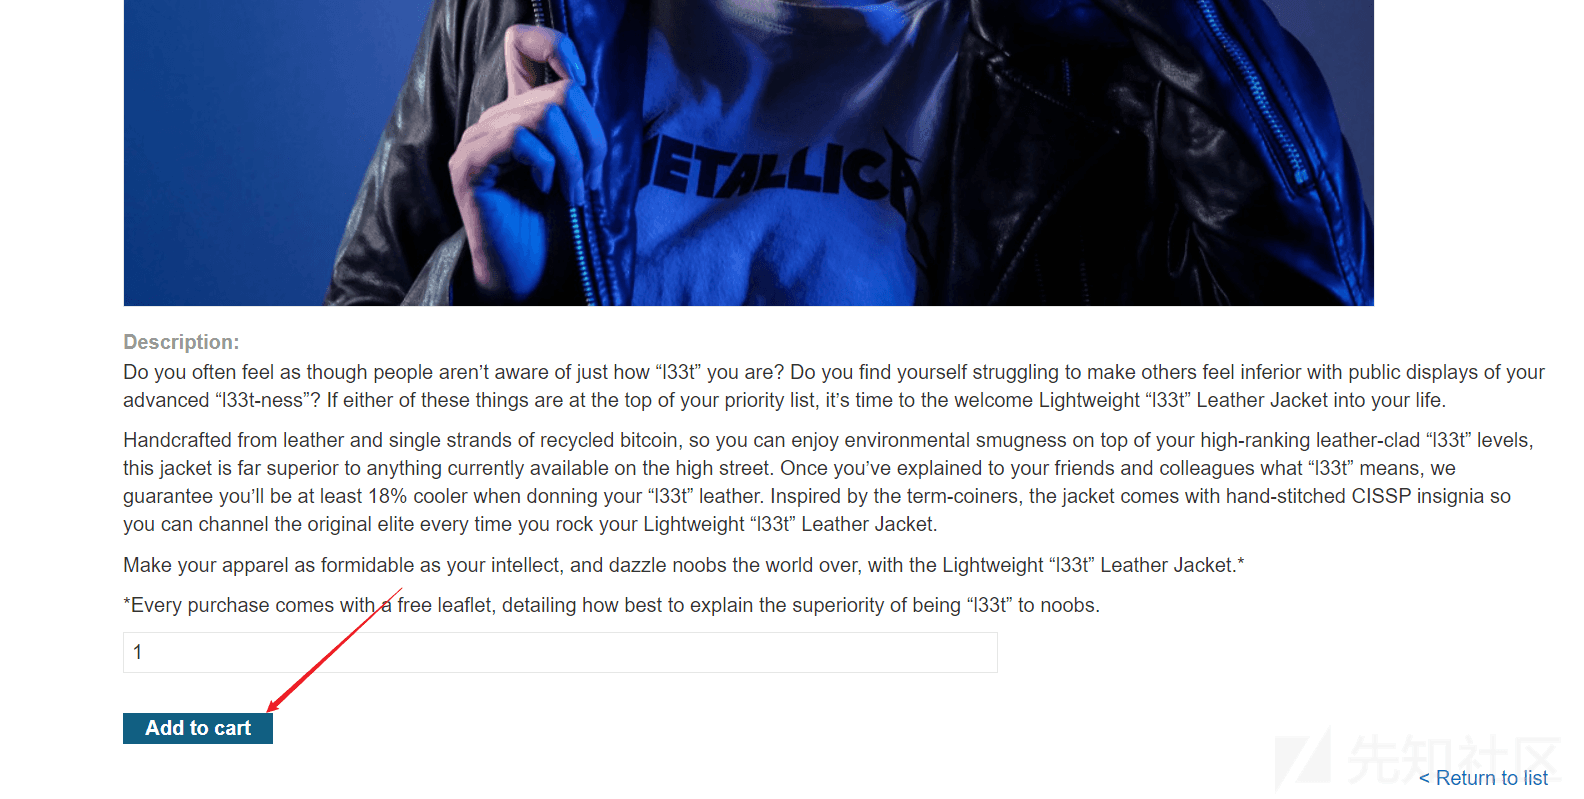 METALLICA
Description:
Do you often feel as though people aren’t aware of just how “l33t” you are? Do you find yourself struggling to make others feel inferior with public displays of your
advanced “l33t-ness”? If either of these things are at the top of your priority list, it’s time to the welcome Lightweight “l33t” Leather Jacket into your life.
Handcrafted from leather and single strands of recycled bitcoin, so you can enjoy environmental smugness on top of your high-ranking leather-clad “l33t” levels,
this jacket is far superior to anything currently available on the high street. Once you’ve explained to your friends and colleagues what “l33t” means, we
guarantee you’ll be at least 18% cooler when donning your “l33t” leather. Inspired by the term-coiners, the jacket comes with hand-stitched CISSP insignia so
you can channel the original elite every time you rock your Lightweight “l33t” Leather Jacket.
Make your apparel as formidable as your intellect, and dazzle noobs the world over, with the Lightweight “l33t” Leather Jacket.*
*Every purchase comes with a free leaflet, detailing how best to explain the superiority of being “l33t” to noobs.
1
Add to cart
先知社区
< Return to list